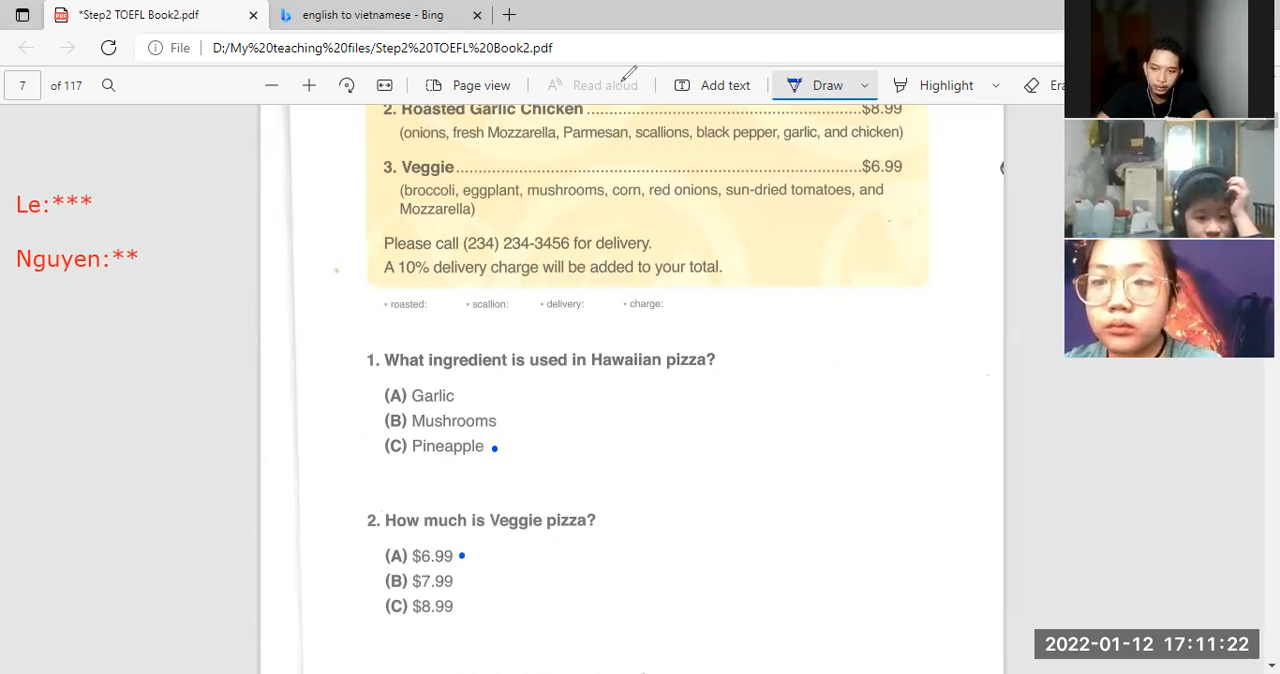 *Step2 TOEFL Book2.pdf
english to vietnamese - Bing
File
D:/My%20teaching%20files/Step2%20TOEFL%20Book2.pdf
7 of 117
Page view
Read aloud
Add text
Draw
Highlight
Era
Le:***
Nguyen:**
2. Roasted Garlic Chicken ........ $8.99
(onions, fresh Mozzarella, Parmesan, scallions, black pepper, garlic, and chicken)
3. Veggie ........ $6.99
(broccoli, eggplant, mushrooms, corn, red onions, sun-dried tomatoes, and
Mozzarella)
Please call (234) 234-3456 for delivery.
A 10% delivery charge will be added to your total.
• roasted: • scallion: • delivery: • charge:
1. What ingredient is used in Hawaiian pizza?
(A) Garlic
(B) Mushrooms
(C) Pineapple
2. How much is Veggie pizza?
(A) $6.99
(B) $7.99
(C) $8.99
2022-01-12 17:11:22